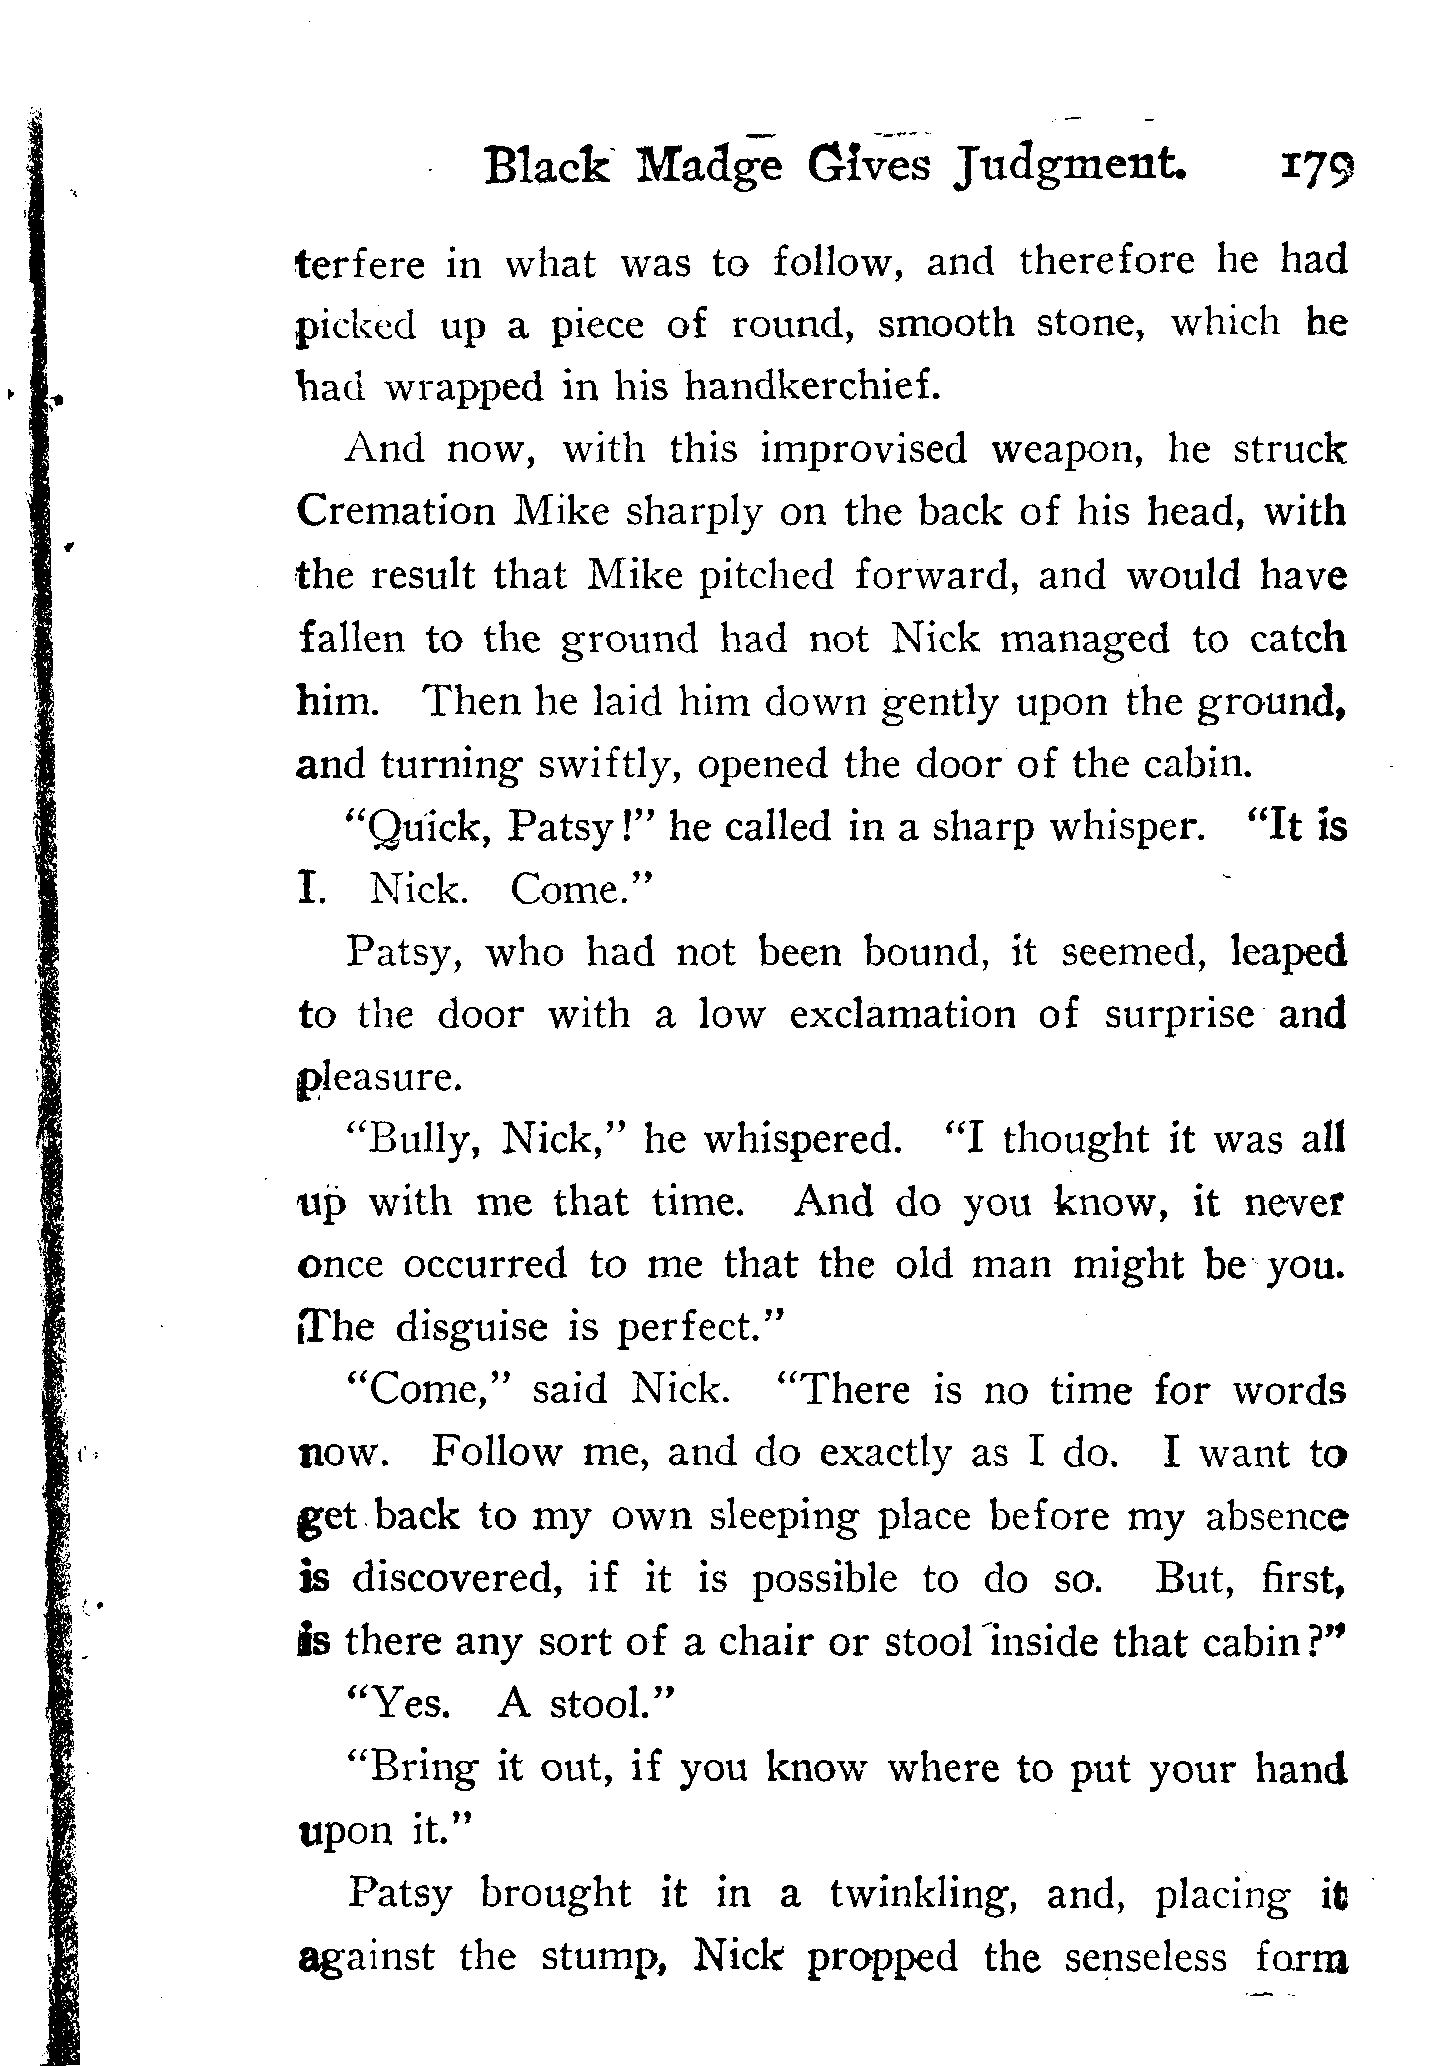 Black Madge Gives Judgment. 179
terfere in what was to follow, and therefore he had
picked up a piece of round, smooth stone, which he
had wrapped in his handkerchief.
And now, with this improvised weapon, he struck
Cremation Mike sharply on the back of his head, with
the result that Mike pitched forward, and would have
fallen to the ground had not Nick managed to catch
him. Then he laid him down gently upon the ground,
and turning swiftly, opened the door of the cabin.
"Quick, Patsy!" he called in a sharp whisper. "It is
I. Nick. Come."
Patsy, who had not been bound, it seemed, leaped
to the door with a low exclamation of surprise and
pleasure.
"Bully, Nick," he whispered. "I thought it was all
up with me that time. And do you know, it never
once occurred to me that the old man might be you.
The disguise is perfect."
"Come," said Nick. "There is no time for words
now. Follow me, and do exactly as I do. I want to
get back to my own sleeping place before my absence
is discovered, if it is possible to do so. But, first,
is there any sort of a chair or stool inside that cabin?"
"Yes. A stool."
"Bring it out, if you know where to put your hand
upon it."
Patsy brought it in a twinkling, and, placing it
against the stump, Nick propped the senseless form